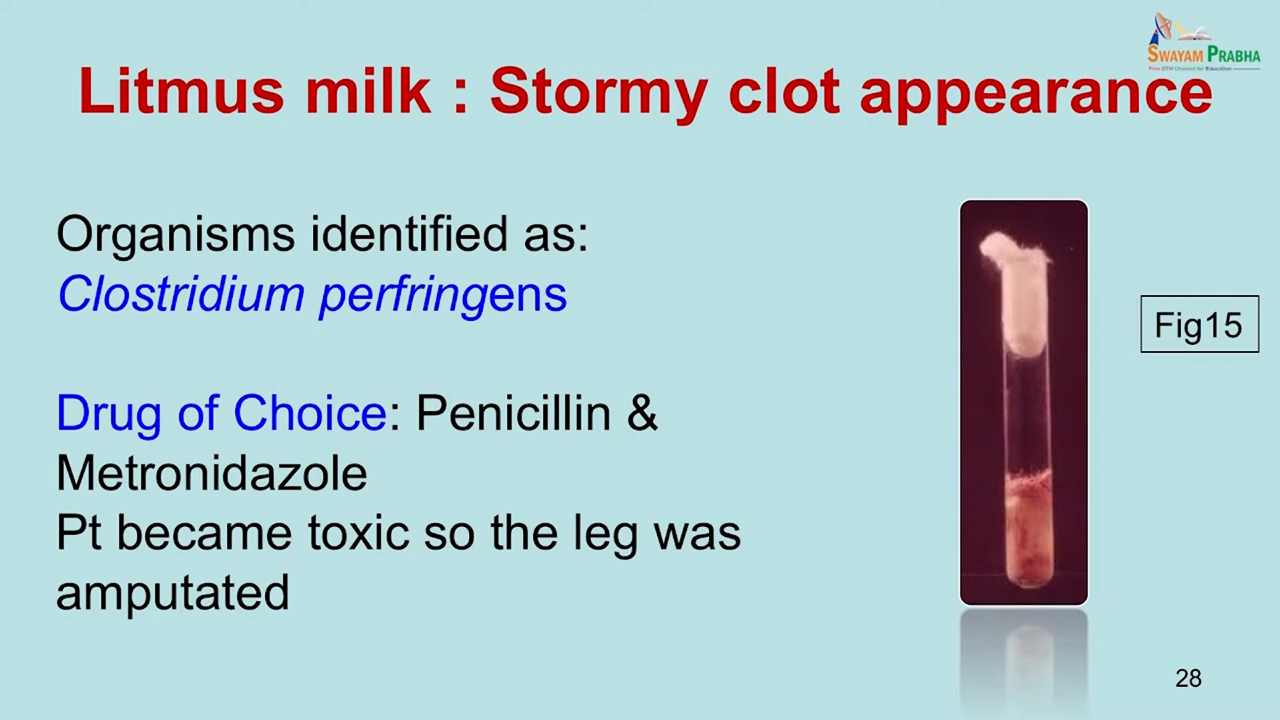 SWAYAM PRABHA
Free DTH Channels for Education
Litmus milk : Stormy clot appearance
Organisms identified as:
Clostridium perfringens
Fig15
Drug of Choice: Penicillin &
Metronidazole
Pt became toxic so the leg was
amputated
28